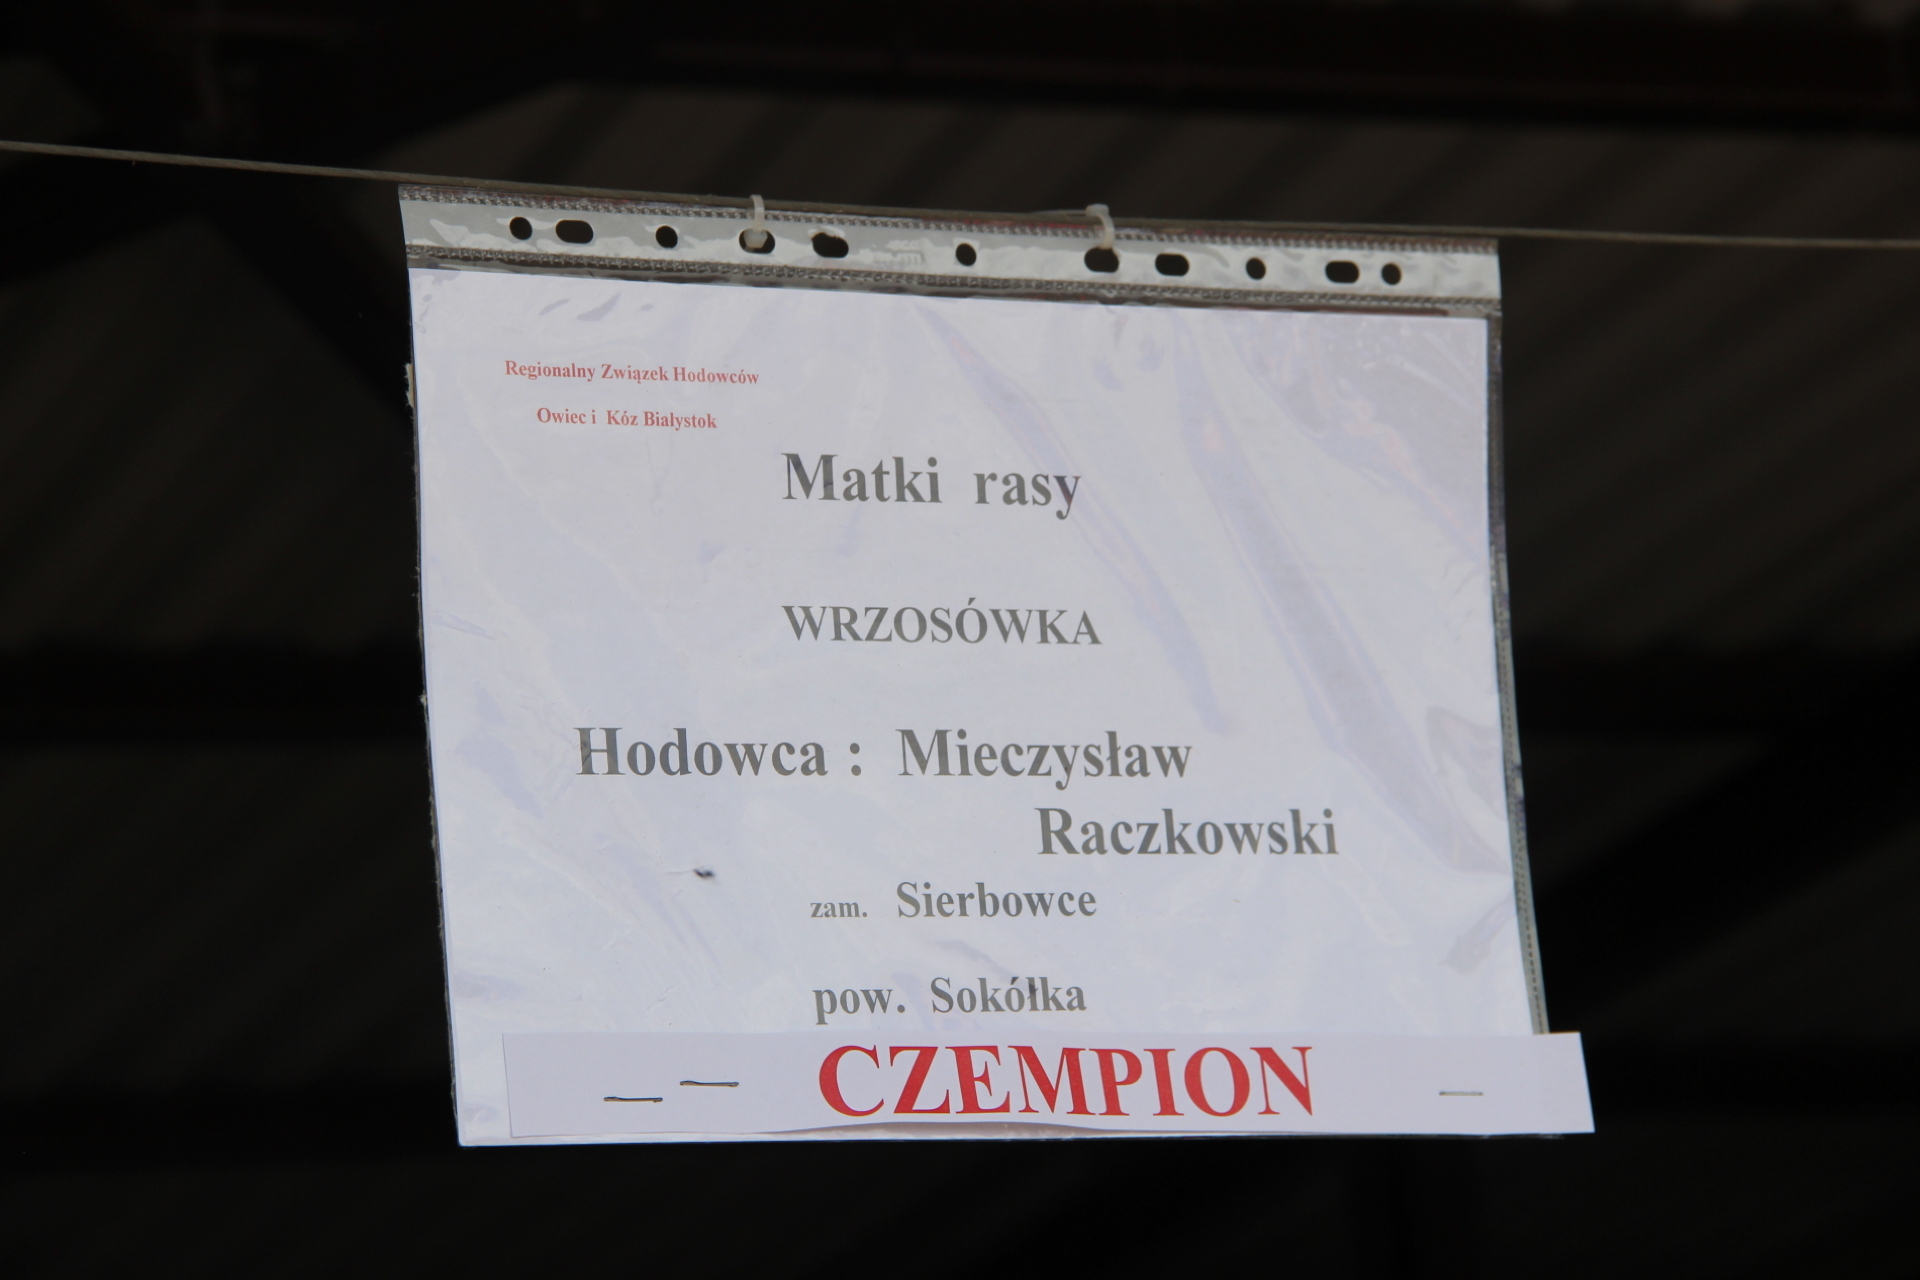 Regionalny Związek Hodowców
Owiec i Kóz Białystok
Matki rasy
WRZOSÓWKA
Hodowca : Mieczysław
Raczkowski
zam. Sierbowce
pow. Sokółka
CZEMPION